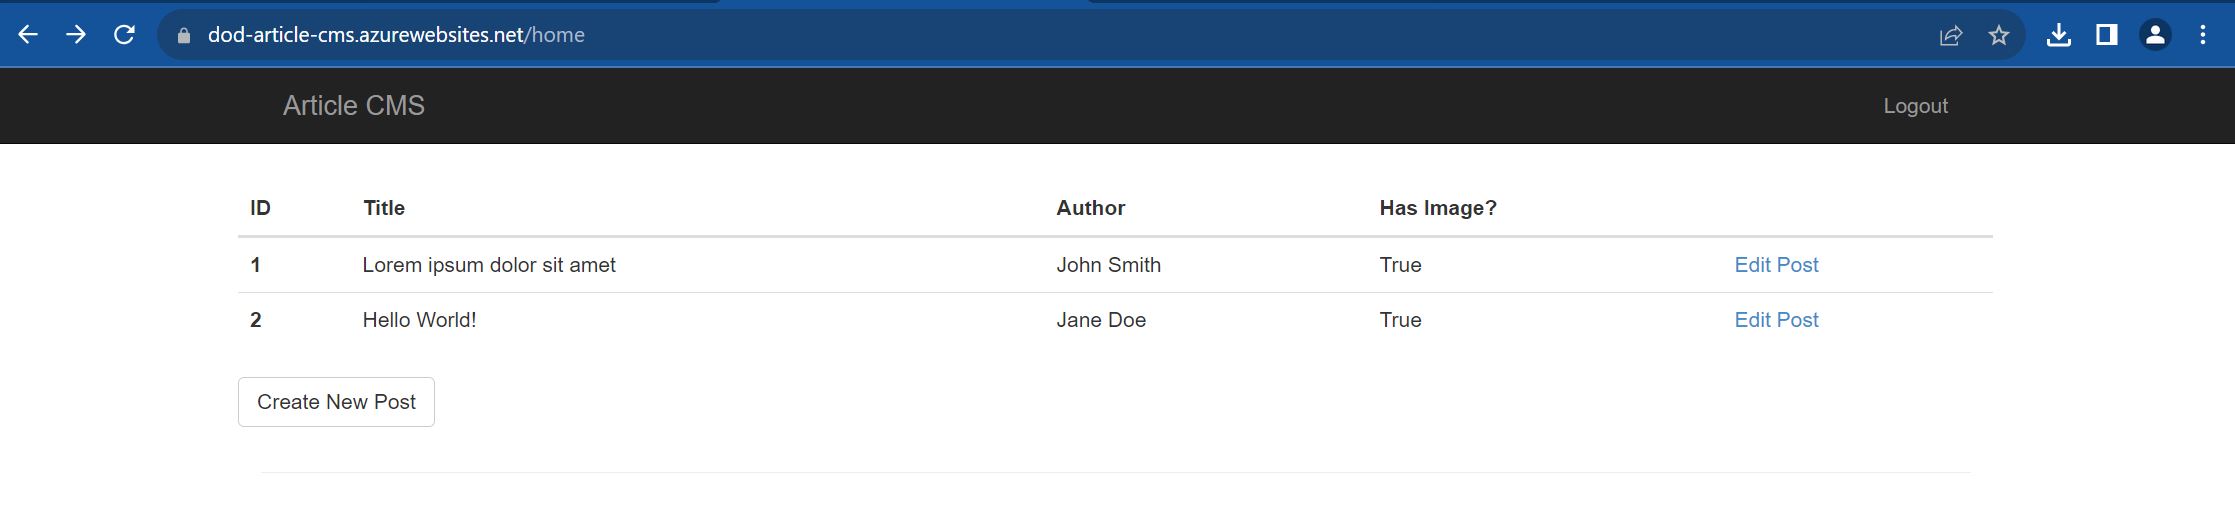 dod-article-cms.azurewebsites.net/home
Article CMS Logout
ID Title Author Has Image?
1 Lorem ipsum dolor sit amet John Smith True Edit Post
2 Hello World! Jane Doe True Edit Post
Create New Post